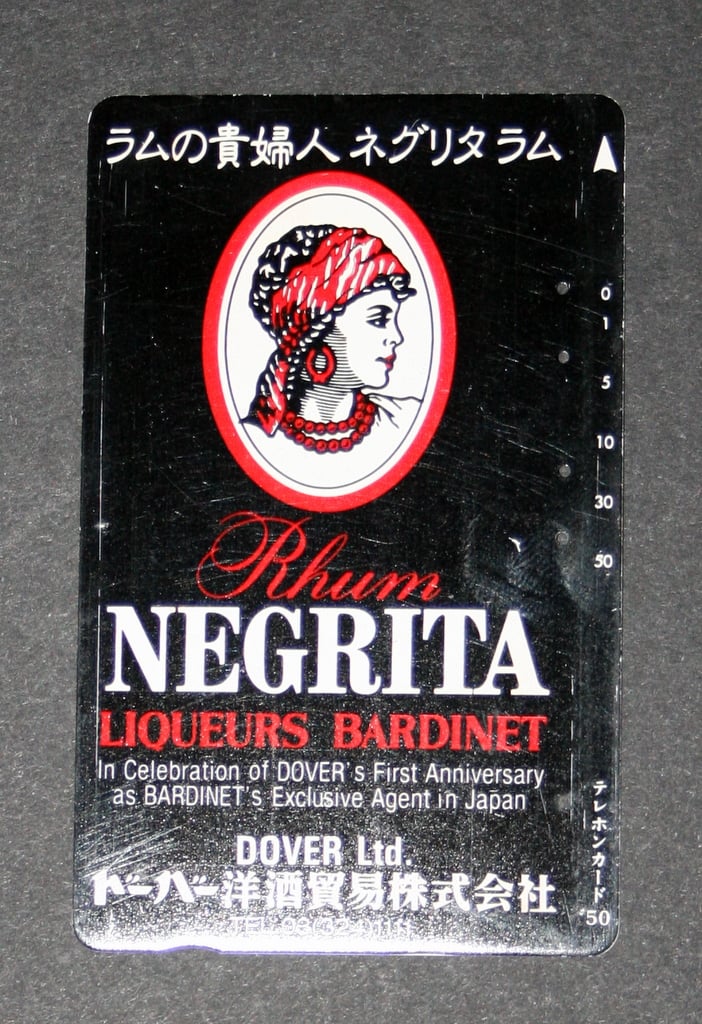 ラムの貴婦人 ネグリタ ラム
0
1
5
10
30
50
Rhum
NEGRITA
LIQUEURS BARDINET
In Celebration of DOVER's First Anniversary
as BARDINET's Exclusive Agent in Japan
DOVER Ltd.
ドーバー洋酒貿易株式会社
テレホンカード
50